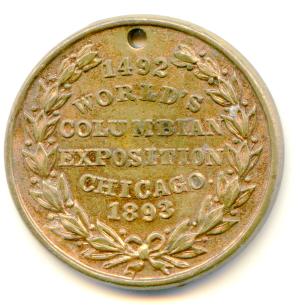 1492
WORLD'S
COLUMBIAN
EXPOSITION
CHICAGO.
1893